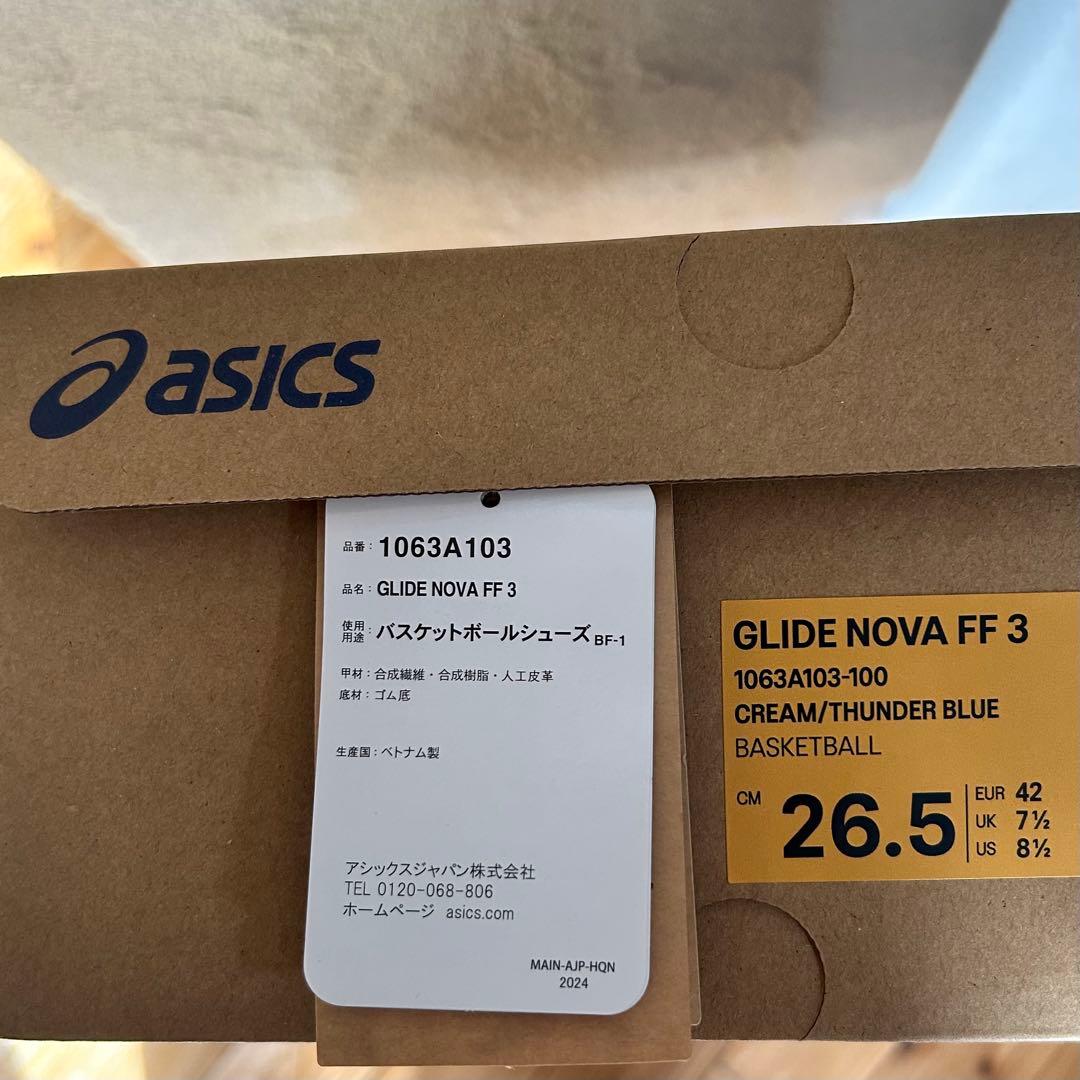 asics
品番：1063A103
品名：GLIDE NOVA FF 3
使用用途：バスケットボールシューズ BF-1
甲材：合成繊維・合成樹脂・人工皮革
底材：ゴム底
生産国：ベトナム製
アシックスジャパン株式会社
TEL 0120-068-806
ホームページ asics.com
MAIN-AJP-HQN
2024
GLIDE NOVA FF 3
1063A103-100
CREAM/THUNDER BLUE
BASKETBALL
CM 26.5
EUR 42
UK 7½
US 8½